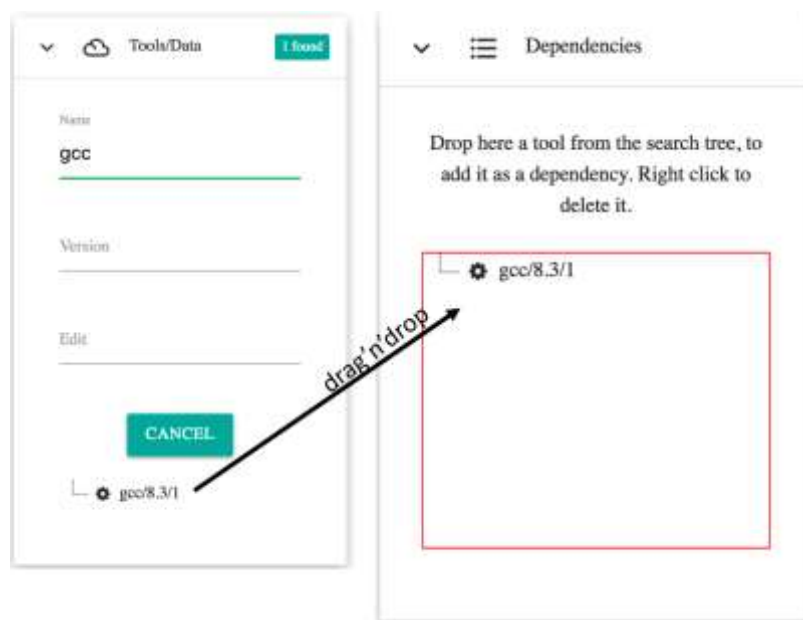 Tools/Data
1 found
Name
gcc
Version
Edit
CANCEL
gcc/8.3/1
drag'n'drop
Dependencies
Drop here a tool from the search tree, to
add it as a dependency. Right click to
delete it.
gcc/8.3/1